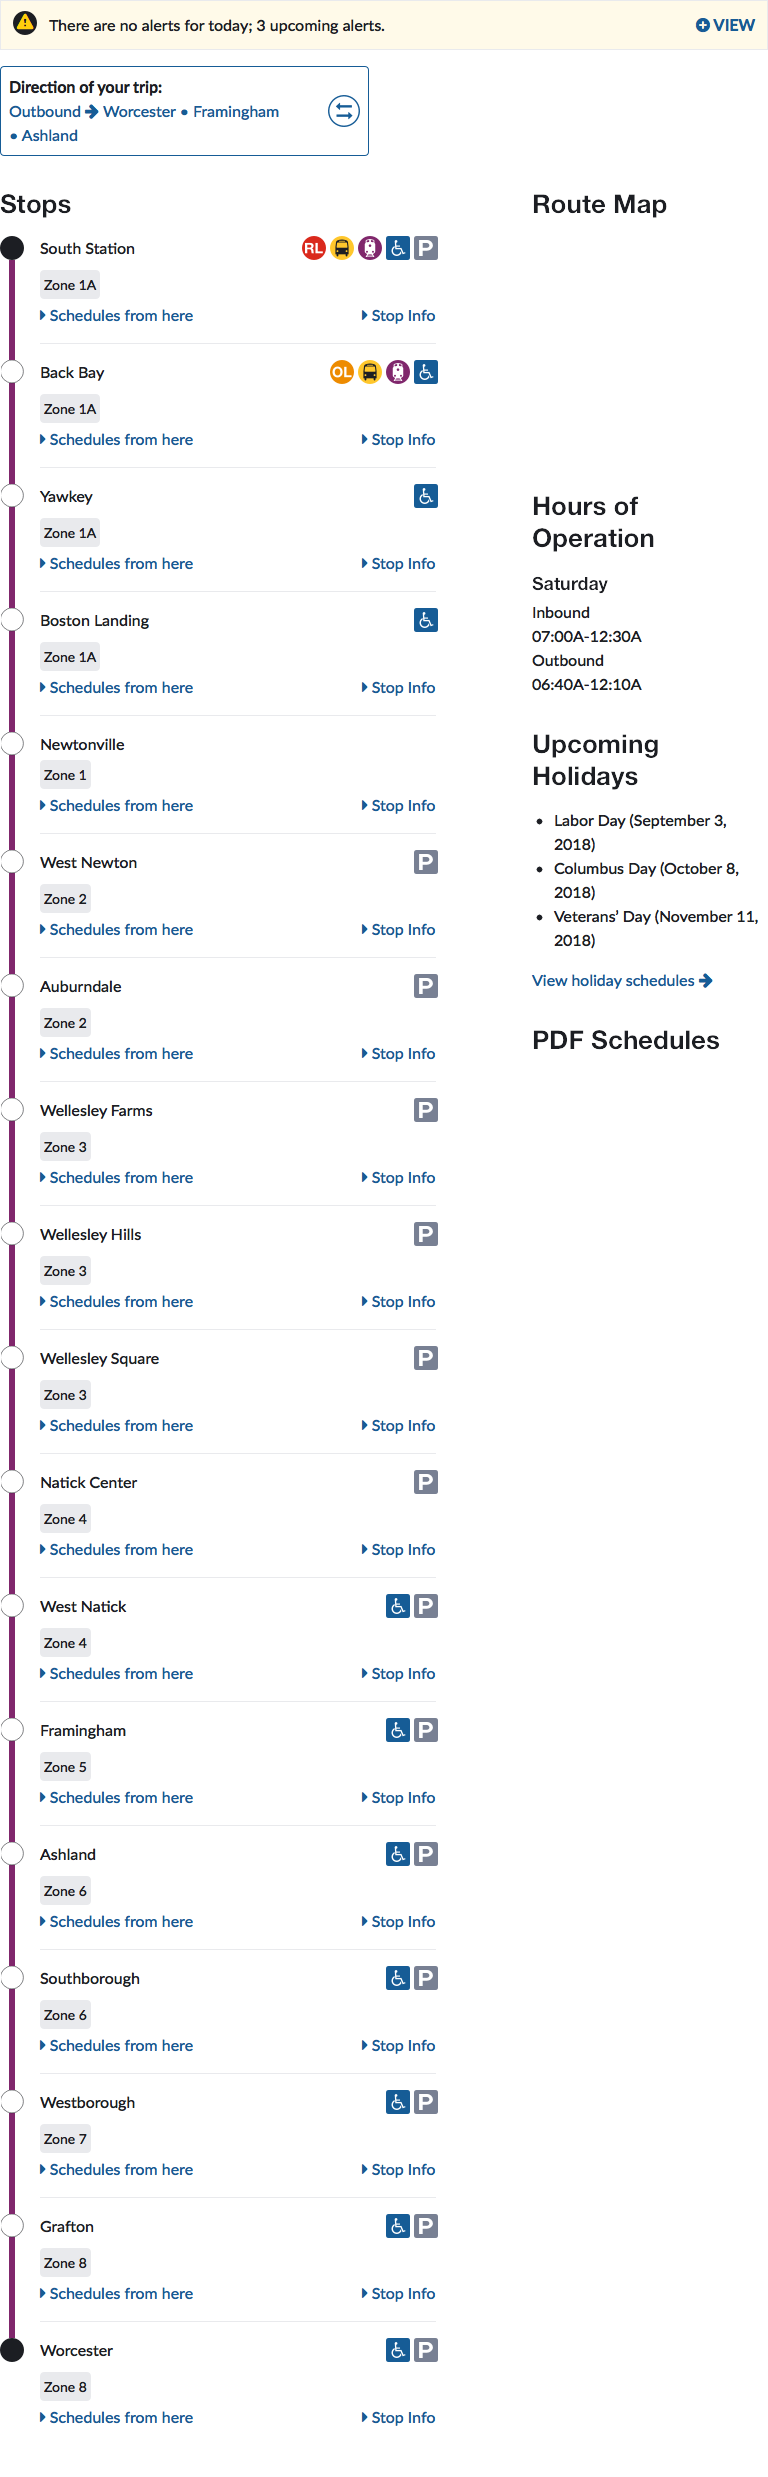 There are no alerts for today; 3 upcoming alerts.
VIEW
Direction of your trip:
Outbound Worcester • Framingham
• Ashland
Stops
South Station
RL
P
Zone 1A
Schedules from here
Stop Info
Back Bay
OL
Zone 1A
Schedules from here
Stop Info
Yawkey
Zone 1A
Schedules from here
Stop Info
Boston Landing
Zone 1A
Schedules from here
Stop Info
Newtonville
Zone 1
Schedules from here
Stop Info
West Newton
P
Zone 2
Schedules from here
Stop Info
Auburndale
P
Zone 2
Schedules from here
Stop Info
Wellesley Farms
P
Zone 3
Schedules from here
Stop Info
Wellesley Hills
P
Zone 3
Schedules from here
Stop Info
Wellesley Square
P
Zone 3
Schedules from here
Stop Info
Natick Center
P
Zone 4
Schedules from here
Stop Info
West Natick
P
Zone 4
Schedules from here
Stop Info
Framingham
P
Zone 5
Schedules from here
Stop Info
Ashland
P
Zone 6
Schedules from here
Stop Info
Southborough
P
Zone 6
Schedules from here
Stop Info
Westborough
P
Zone 7
Schedules from here
Stop Info
Grafton
P
Zone 8
Schedules from here
Stop Info
Worcester
P
Zone 8
Schedules from here
Stop Info
Route Map
Hours of
Operation
Saturday
Inbound
07:00A-12:30A
Outbound
06:40A-12:10A
Upcoming
Holidays
• Labor Day (September 3,
2018)
• Columbus Day (October 8,
2018)
• Veterans’ Day (November 11,
2018)
View holiday schedules
PDF Schedules